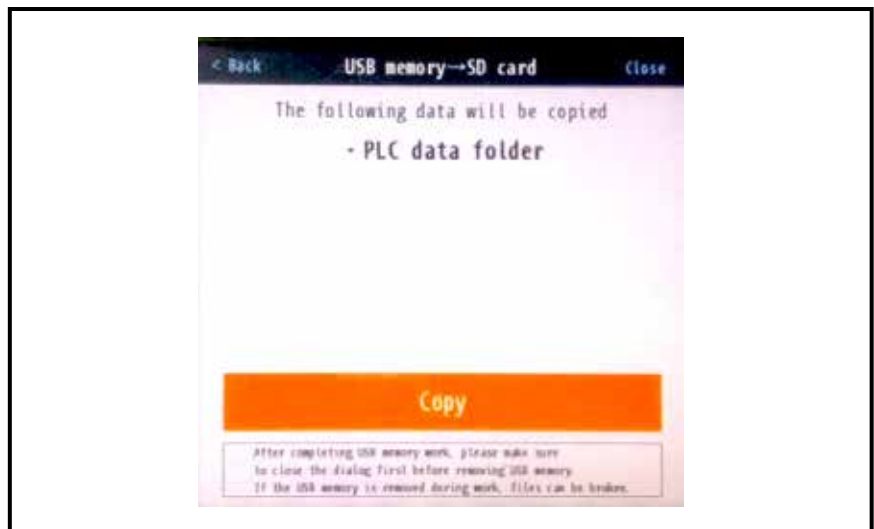 < Back USB memory→SD card Close
The following data will be copied
- PLC data folder
Copy
After completing USB memory work, please make sure
to close the dialog first before removing USB memory.
If the USB memory is removed during work, files can be broken.